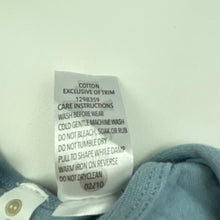 COTTON
EXCLUSIVE OF TRIM
1298359
CARE INSTRUCTIONS
WASH BEFORE WEAR
COLD GENTLE MACHINE WASH
DO NOT BLEACH, SOAK OR RUB
DO NOT TUMBLE DRY
PULL TO SHAPE WHILE DAMP
WARM IRON ON REVERSE
DO NOT DRYCLEAN
02/10